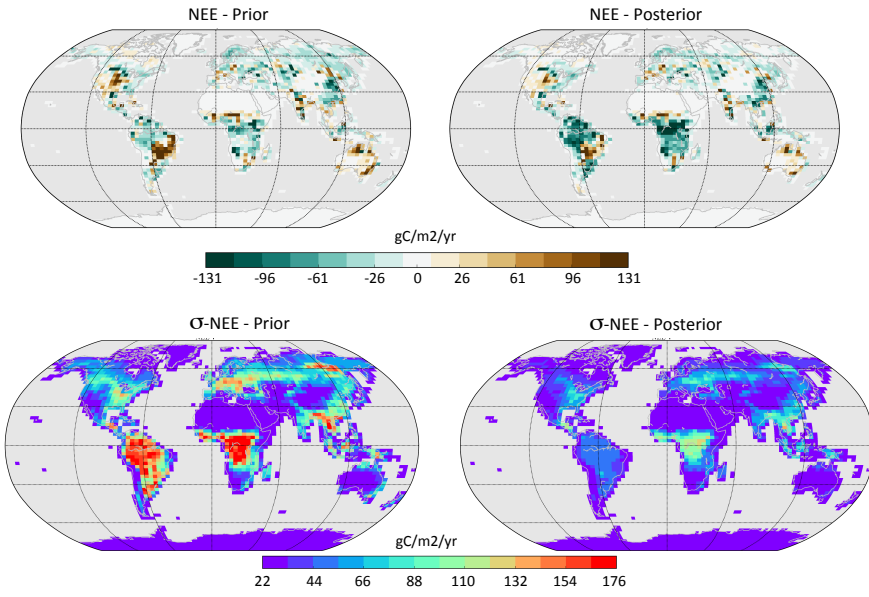 NEE - Prior
NEE - Posterior
gC/m2/yr
-131 -96 -61 -26 0 26 61 96 131
σ-NEE - Prior
σ-NEE - Posterior
gC/m2/yr
22 44 66 88 110 132 154 176